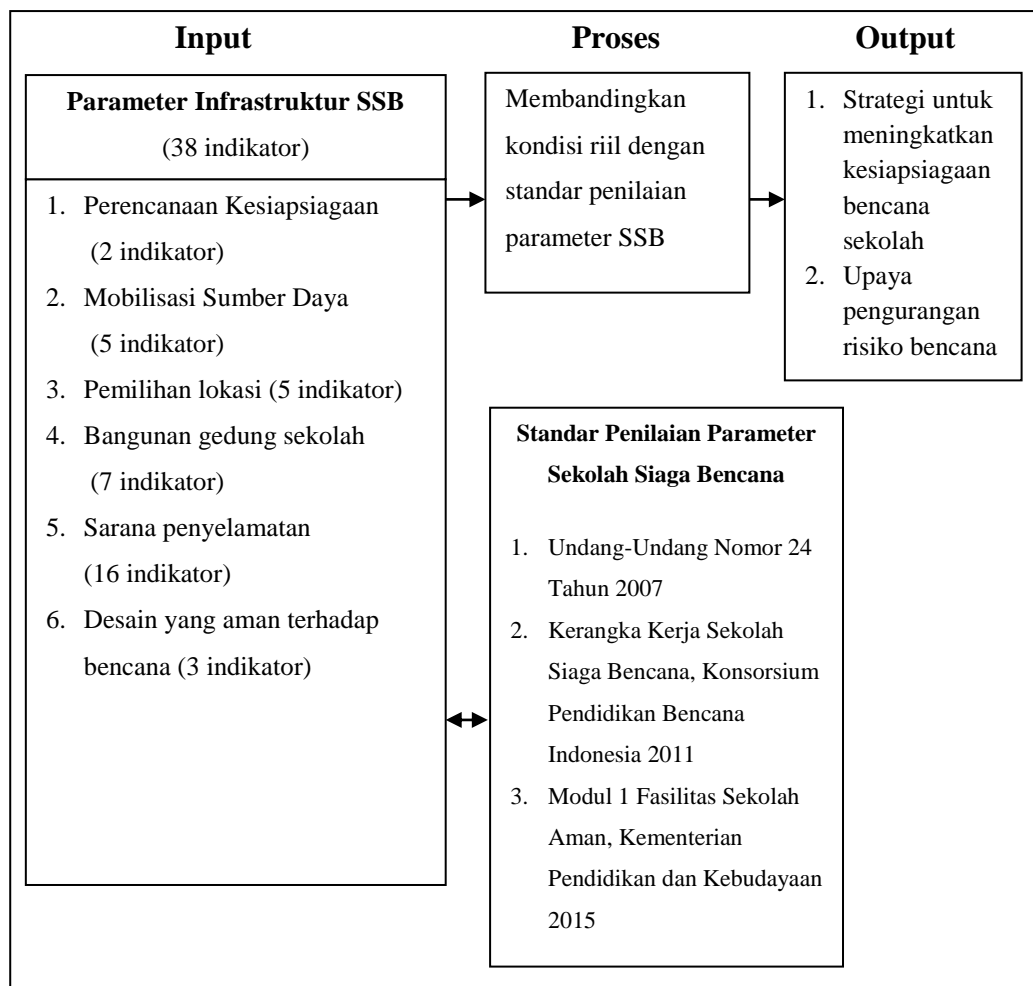 Input
Parameter Infrastruktur SSB
(38 indikator)
1. Perencanaan Kesiapsiagaan
(2 indikator)
2. Mobilisasi Sumber Daya
(5 indikator)
3. Pemilihan lokasi (5 indikator)
4. Bangunan gedung sekolah
(7 indikator)
5. Sarana penyelamatan
(16 indikator)
6. Desain yang aman terhadap
bencana (3 indikator)
Proses
Membandingkan
kondisi riil dengan
standar penilaian
parameter SSB
Output
1. Strategi untuk
meningkatkan
kesiapsiagaan
bencana
sekolah
2. Upaya
pengurangan
risiko bencana
Standar Penilaian Parameter
Sekolah Siaga Bencana
1. Undang-Undang Nomor 24
Tahun 2007
2. Kerangka Kerja Sekolah
Siaga Bencana, Konsorsium
Pendidikan Bencana
Indonesia 2011
3. Modul 1 Fasilitas Sekolah
Aman, Kementerian
Pendidikan dan Kebudayaan
2015